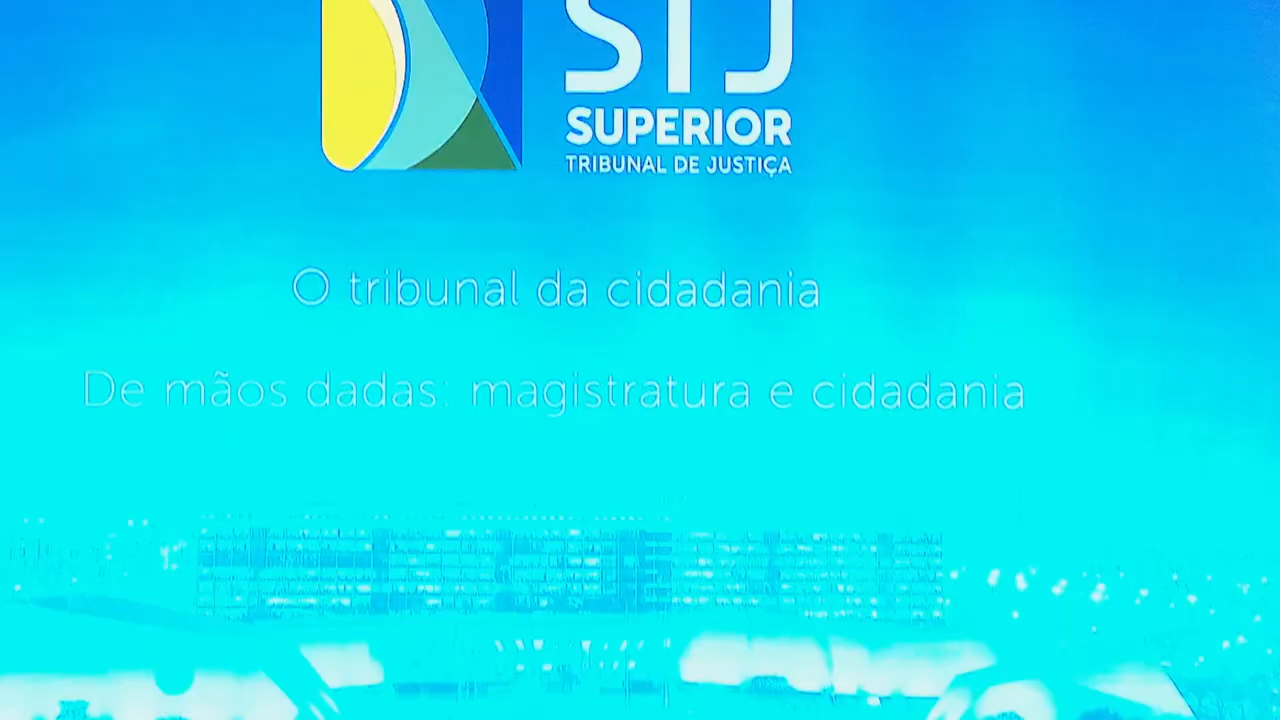 STJ
SUPERIOR
TRIBUNAL DE JUSTIÇA
O tribunal da cidadania
De mãos dadas: magistratura e cidadania